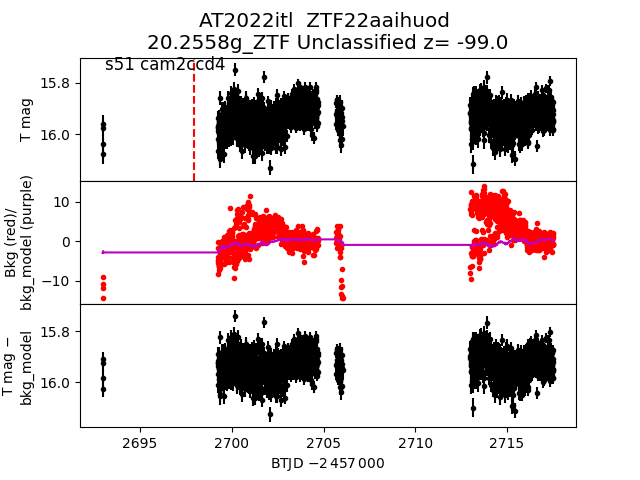 AT2022itl  ZTF22aaihuod
20.2558g_ZTF Unclassified z= -99.0
s51 cam2ccd4
T mag
15.8
16.0
Bkg (red)/
bkg_model (purple)
10
0
−10
T mag −
bkg_model
15.8
16.0
2695
2700
2705
2710
2715
BTJD −2 457 000